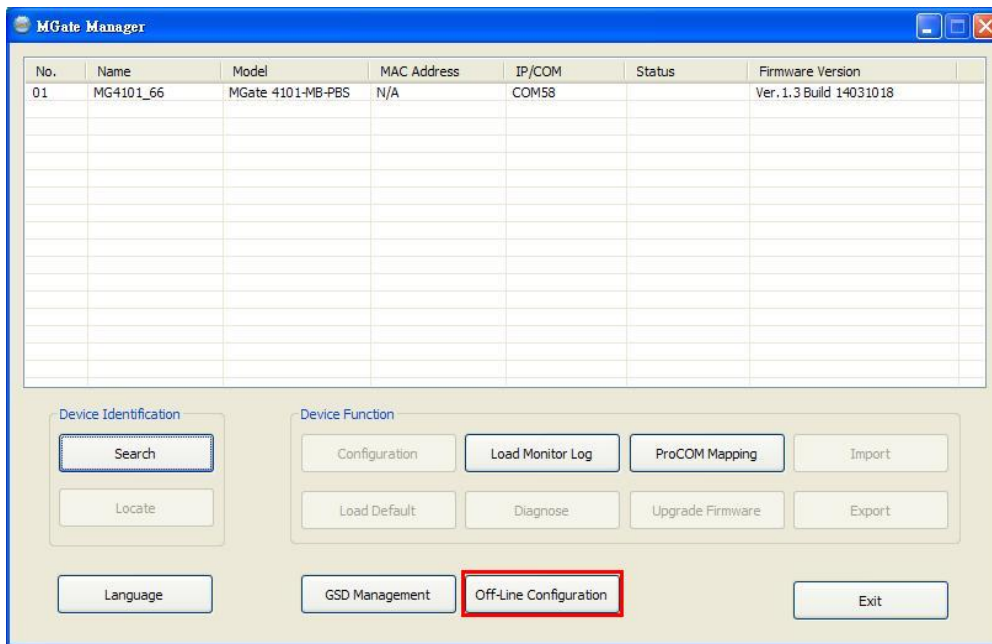 MGate Manager
No. Name Model MAC Address IP/COM Status Firmware Version
01 MG4101_66 MGate 4101-MB-PBS N/A COM58 Ver.1.3 Build 14031018
Device Identification Device Function
Search Configuration Load Monitor Log ProCOM Mapping Import
Locate Load Default Diagnose Upgrade Firmware Export
Language GSD Management Off-Line Configuration Exit